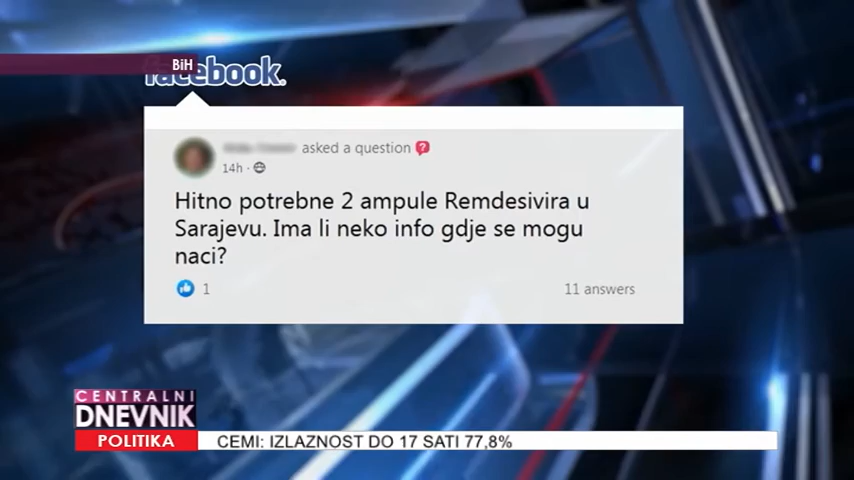 BiH
facebook.
asked a question
14h ·
Hitno potrebne 2 ampule Remdesivira u
Sarajevu. Ima li neko info gdje se mogu
naci?
1
11 answers
CENTRALNI
DNEVNIK
POLITIKA
CEMI: IZLAZNOST DO 17 SATI 77,8%